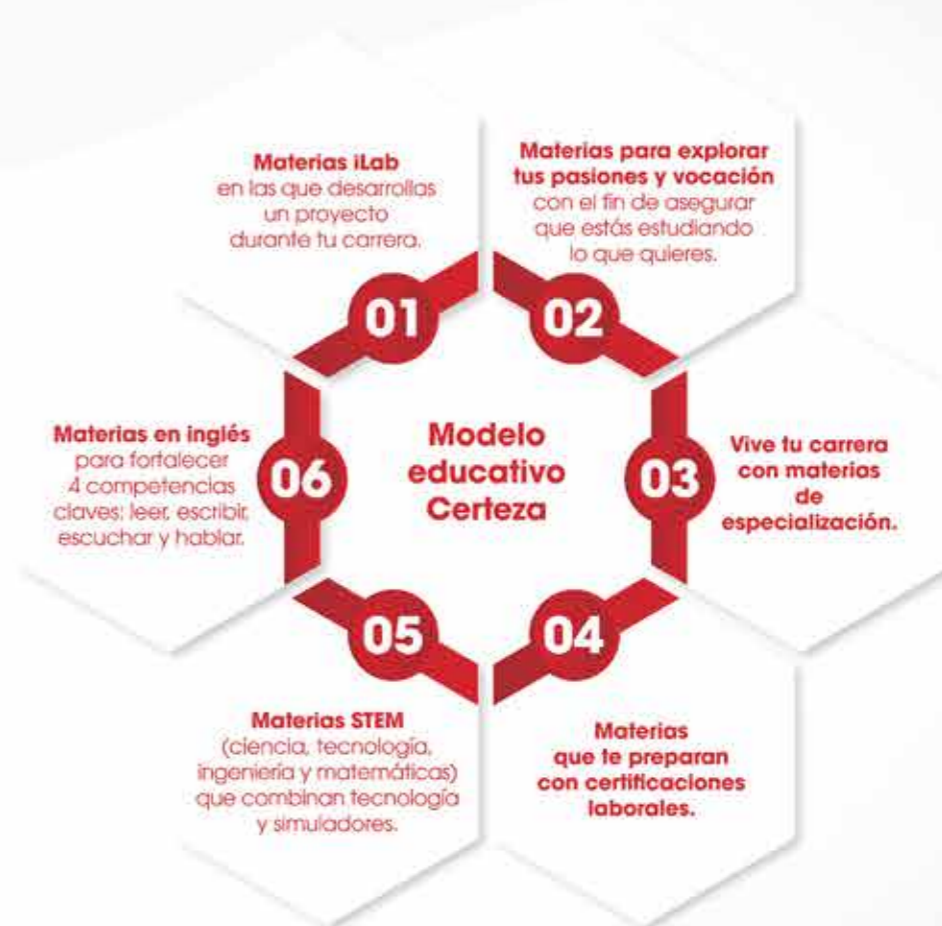 Materias iLab
en las que desarrollas
un proyecto
durante tu carrera.
01
Materias para explorar
tus pasiones y vocación
con el fin de asegurar
que estás estudiando
lo que quieres.
02
Vive tu carrera
con materias
de
especialización.
03
Materias
que te preparan
con certificaciones
laborales.
04
Materias STEM
(ciencia, tecnología,
ingeniería y matemáticas)
que combinan tecnología
y simuladores.
05
Materias en inglés
para fortalecer
4 competencias
claves: leer, escribir,
escuchar y hablar.
06
Modelo
educativo
Certeza